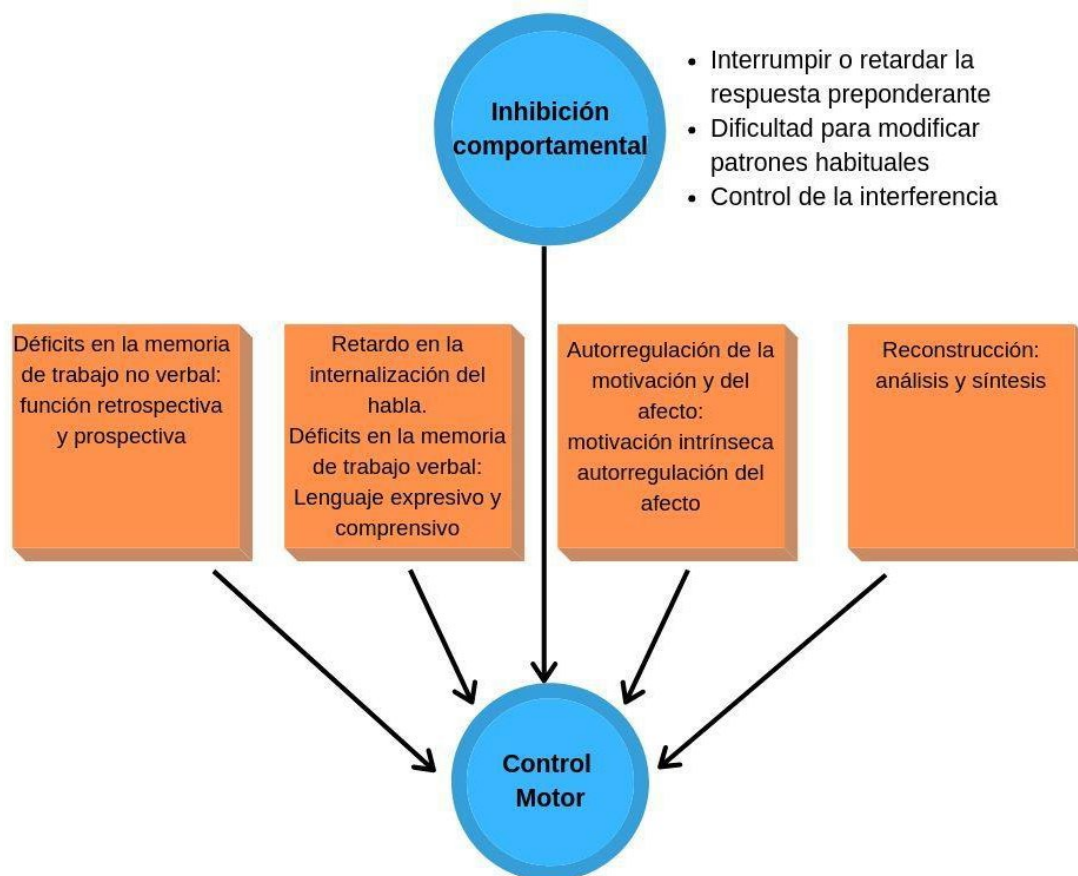 Inhibición
comportamental
• Interrumpir o retardar la
respuesta preponderante
• Dificultad para modificar
patrones habituales
• Control de la interferencia
Déficits en la memoria
de trabajo no verbal:
función retrospectiva
y prospectiva
Retardo en la
internalización del
habla.
Déficits en la memoria
de trabajo verbal:
Lenguaje expresivo y
comprensivo
Autorregulación de la
motivación y del
afecto:
motivación intrínseca
autorregulación del
afecto
Reconstrucción:
análisis y síntesis
Control
Motor